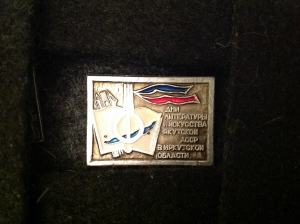 ДНИ
ЛИТЕРАТУРЫ
И ИСКУССТВА
ЯКУТСКОЙ
АССР
В ИРКУТСКОЙ
ОБЛАСТИ